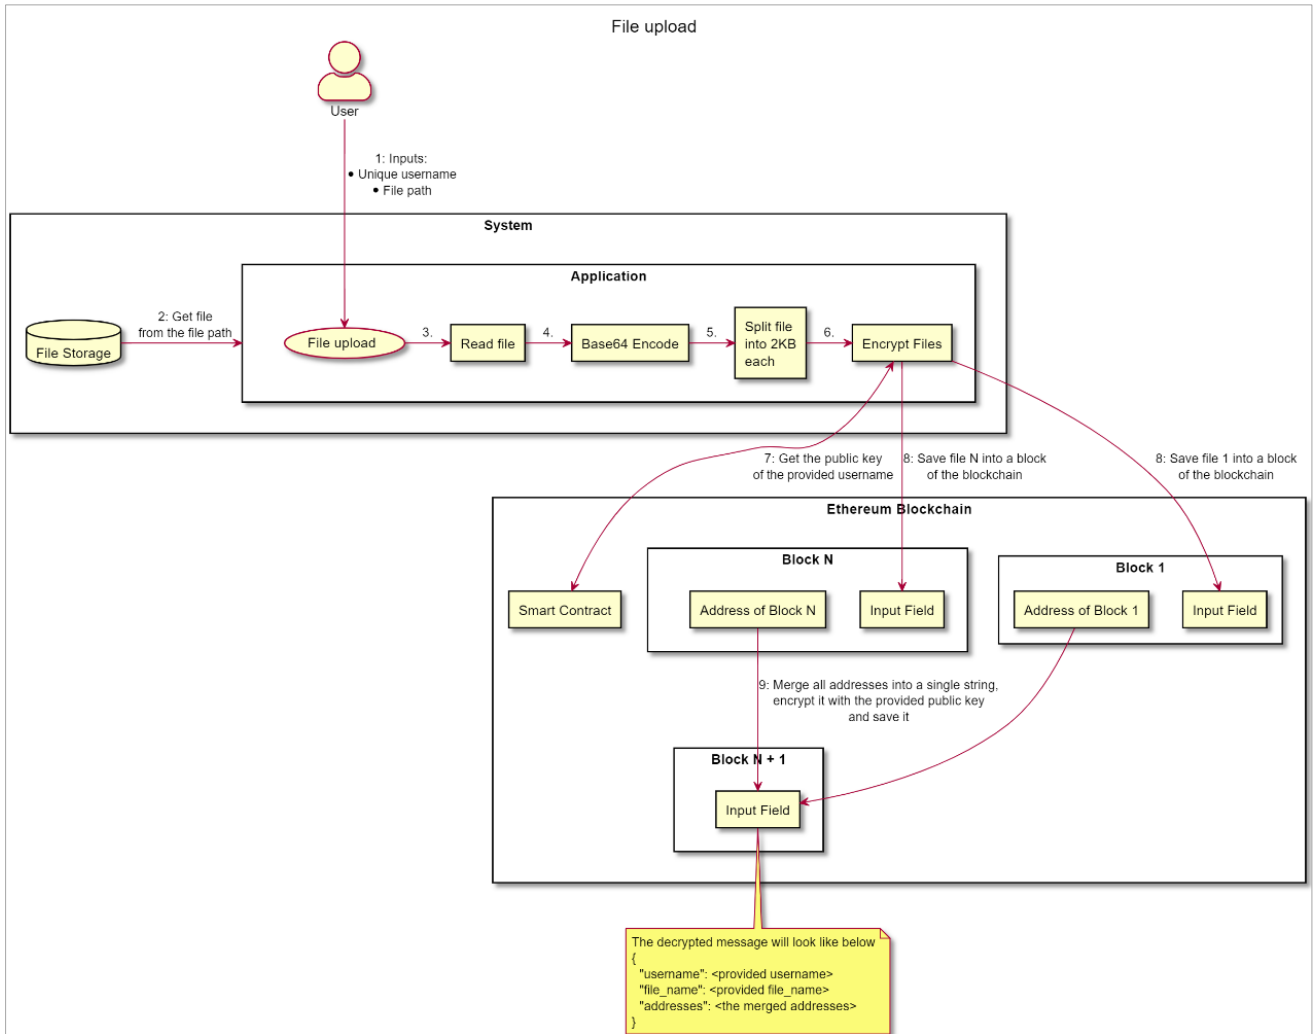 File upload
User
1: Inputs:
• Unique username
• File path
System
Application
2: Get file
from the file path
File Storage
File upload
3.
Read file
4.
Base64 Encode
5.
Split file
into 2KB
each
6.
Encrypt Files
7: Get the public key
of the provided username
8: Save file N into a block
of the blockchain
8: Save file 1 into a block
of the blockchain
Ethereum Blockchain
Smart Contract
Block N
Address of Block N
Input Field
Block 1
Address of Block 1
Input Field
9: Merge all addresses into a single string,
encrypt it with the provided public key
and save it
Block N + 1
Input Field
The decrypted message will look like below
{
"username": <provided username>
"file_name": <provided file_name>
"addresses": <the merged addresses>
}